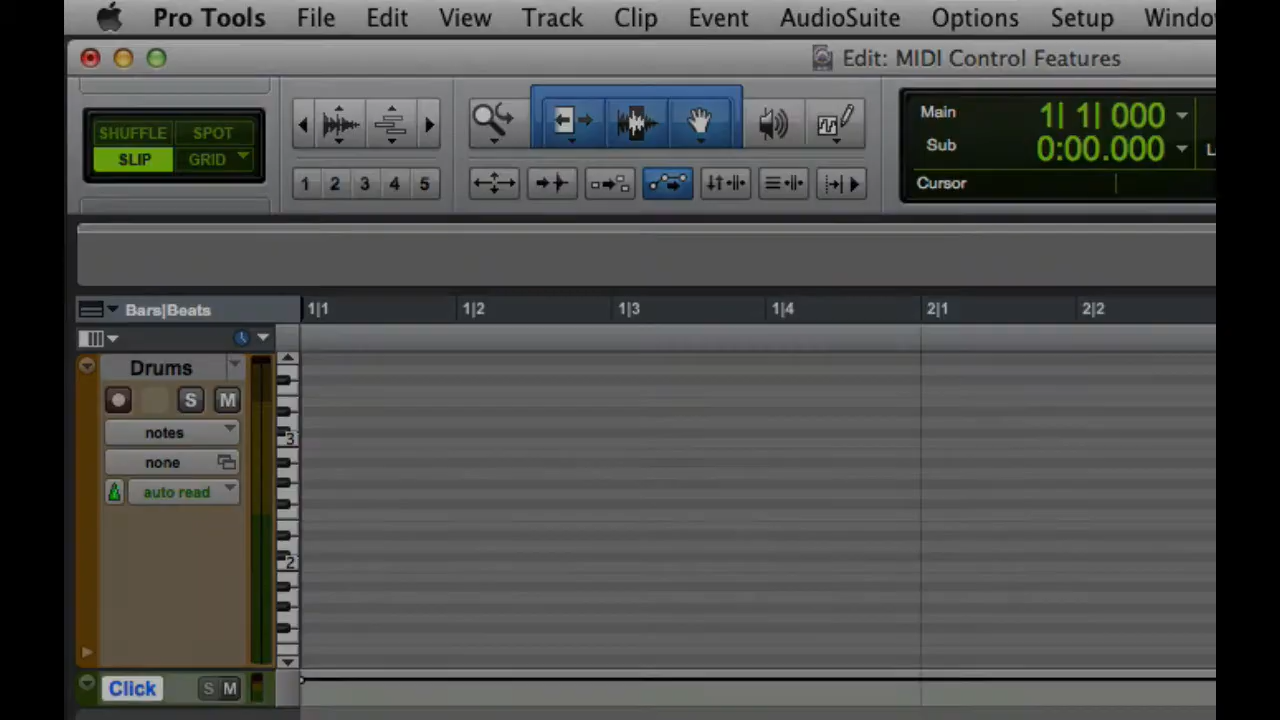 Pro Tools File Edit View Track Clip Event AudioSuite Options Setup Windo
Edit: MIDI Control Features
SHUFFLE SPOT
SLIP GRID
1 2 3 4 5
Main 1| 1| 000
Sub 0:00.000
L
Cursor
Bars|Beats 1|1 1|2 1|3 1|4 2|1 2|2
Drums
S M
notes
3
none
auto read
2
Click S M